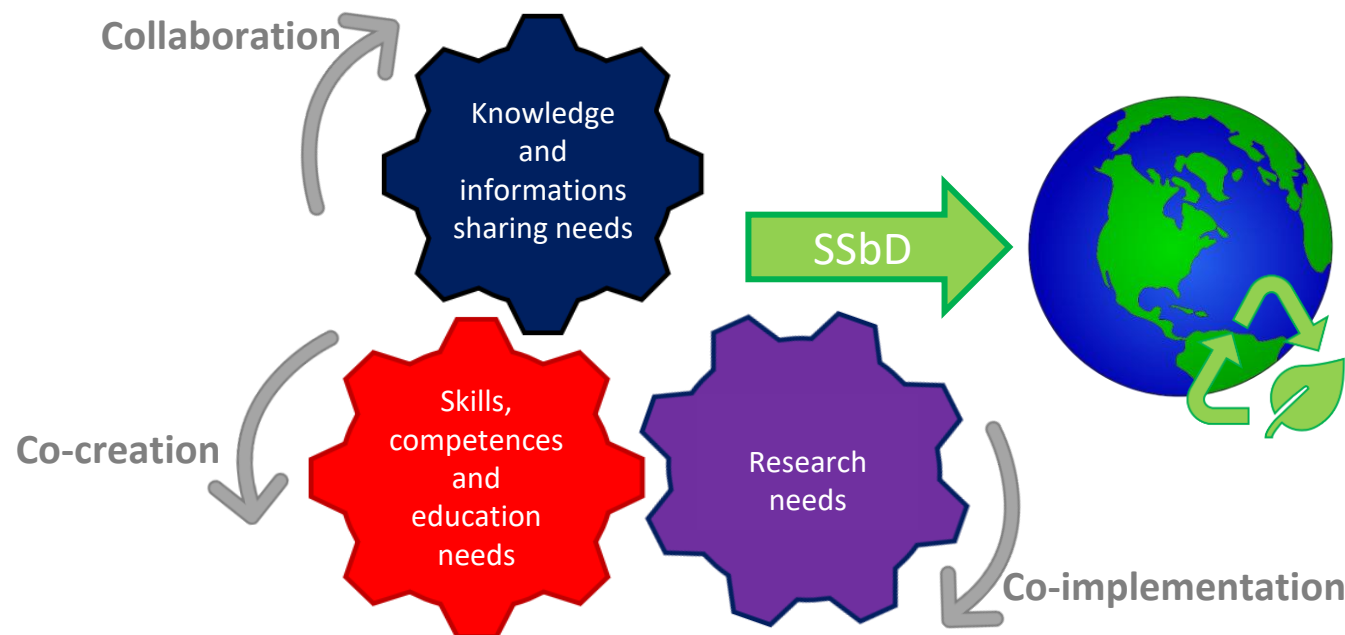 Collaboration
Knowledge
and
informations
sharing needs
SSbD
Co-creation
Skills,
competences
and
education
needs
Research
needs
Co-implementation